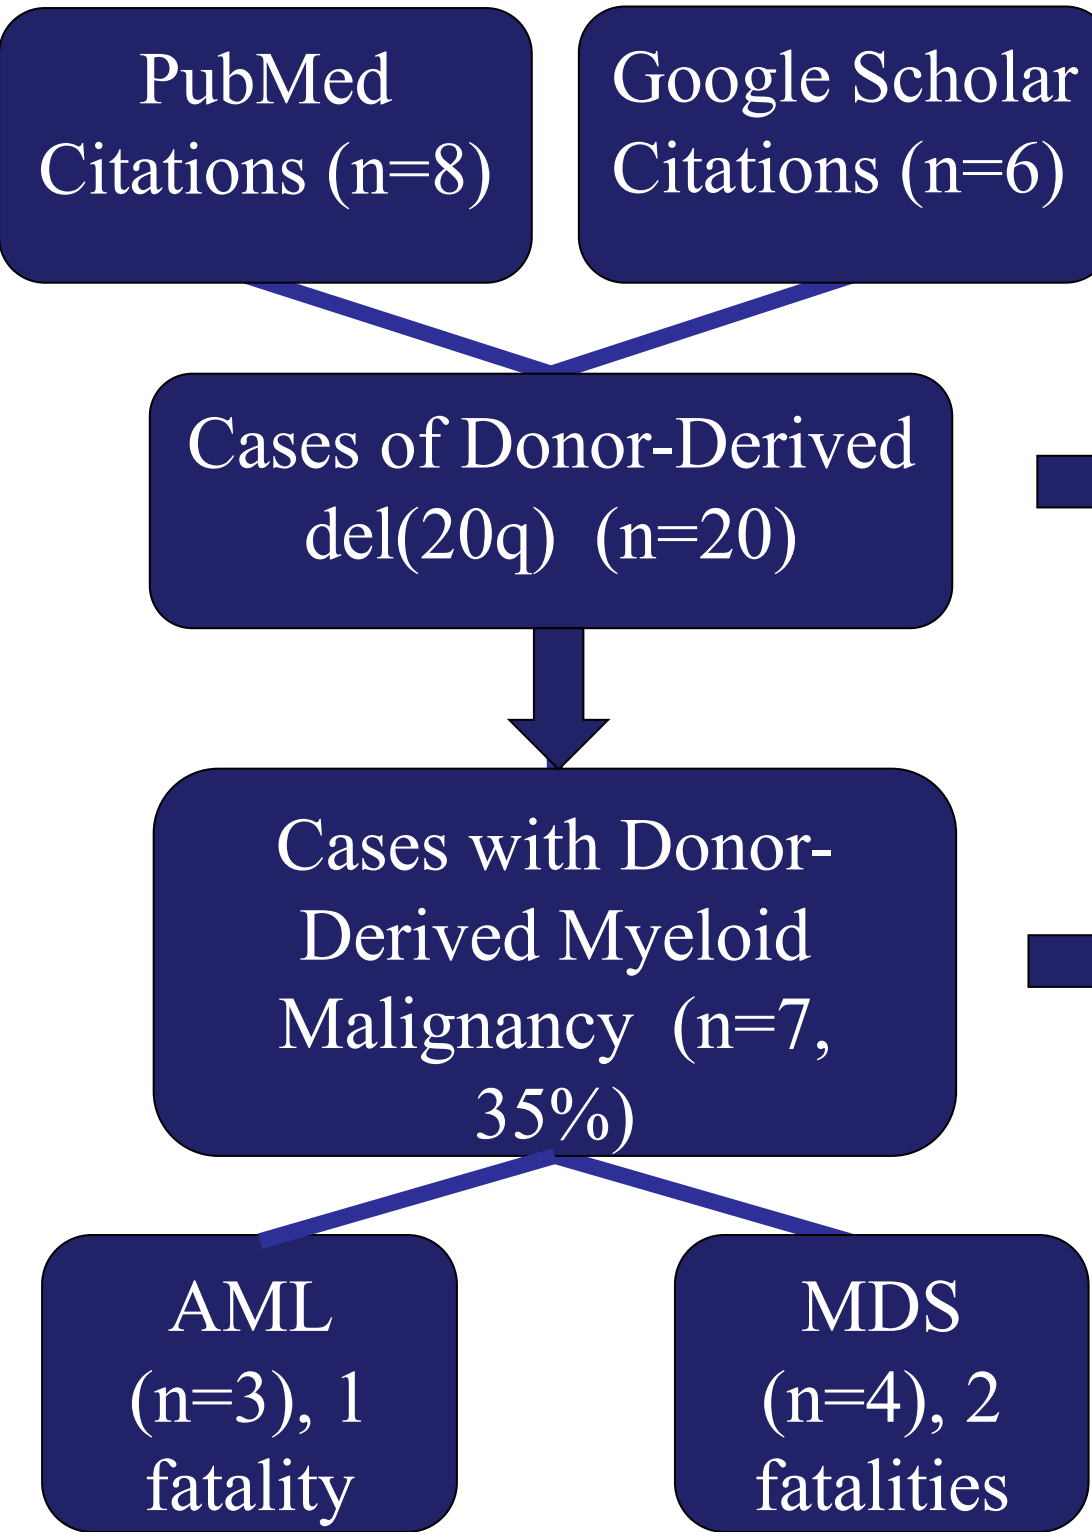 PubMed
Citations (n=8)
Google Scholar
Citations (n=6)
Cases of Donor-Derived
del(20q) (n=20)
Cases with Donor-
Derived Myeloid
Malignancy (n=7,
35%)
AML
(n=3), 1
fatality
MDS
(n=4), 2
fatalities